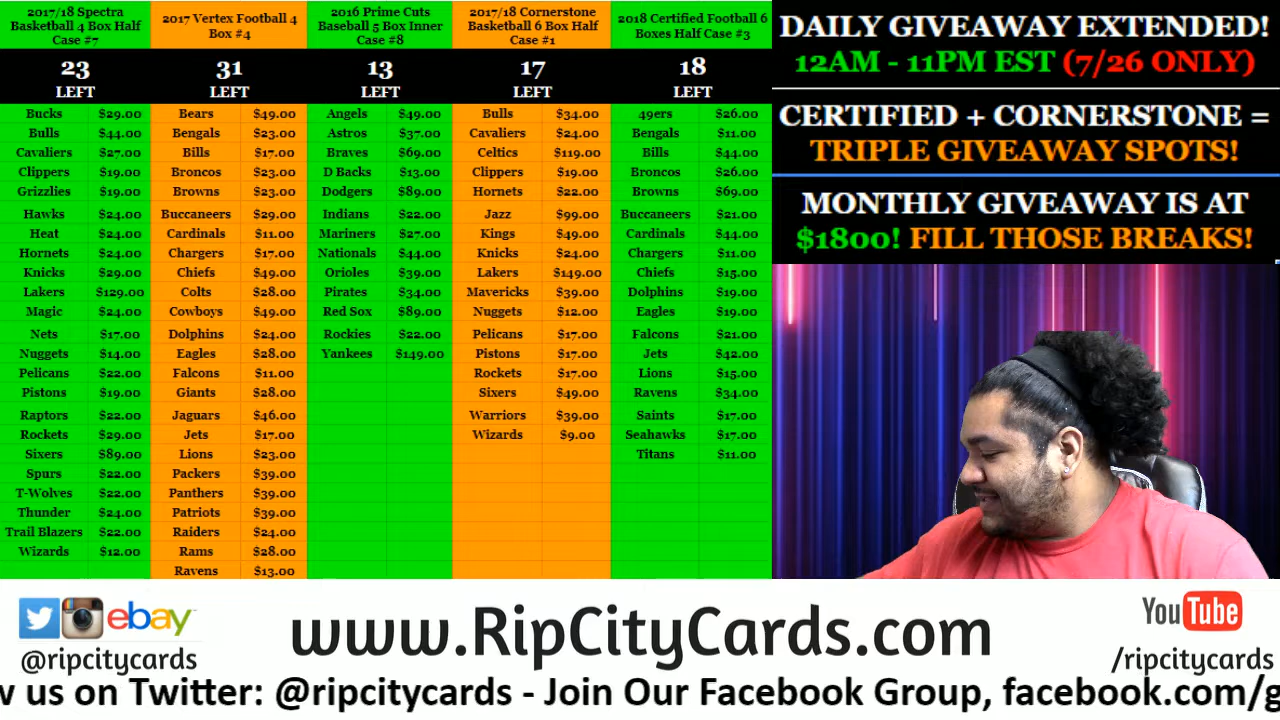 2017/18 Spectra
Basketball 4 Box Half
Case #7
23
LEFT
Bucks $29.00
Bulls $44.00
Cavaliers $27.00
Clippers $19.00
Grizzlies $19.00
Hawks $24.00
Heat $24.00
Hornets $24.00
Knicks $29.00
Lakers $129.00
Magic $24.00
Nets $17.00
Nuggets $14.00
Pelicans $22.00
Pistons $19.00
Raptors $22.00
Rockets $29.00
Sixers $89.00
Spurs $22.00
T-Wolves $22.00
Thunder $24.00
Trail Blazers $22.00
Wizards $12.00
2017 Vertex Football 4
Box #4
31
LEFT
Bears $49.00
Bengals $23.00
Bills $17.00
Broncos $23.00
Browns $23.00
Buccaneers $29.00
Cardinals $11.00
Chargers $17.00
Chiefs $49.00
Colts $28.00
Cowboys $49.00
Dolphins $24.00
Eagles $28.00
Falcons $11.00
Giants $28.00
Jaguars $46.00
Jets $17.00
Lions $23.00
Packers $39.00
Panthers $39.00
Patriots $39.00
Raiders $24.00
Rams $28.00
Ravens $13.00
2016 Prime Cuts
Baseball 5 Box Inner
Case #8
13
LEFT
Angels $49.00
Astros $37.00
Braves $69.00
D Backs $13.00
Dodgers $89.00
Indians $22.00
Mariners $27.00
Nationals $44.00
Orioles $39.00
Pirates $34.00
Red Sox $89.00
Rockies $22.00
Yankees $149.00
2017/18 Cornerstone
Basketball 6 Box Half
Case #1
17
LEFT
Bulls $34.00
Cavaliers $24.00
Celtics $119.00
Clippers $19.00
Hornets $22.00
Jazz $99.00
Kings $49.00
Knicks $24.00
Lakers $149.00
Mavericks $39.00
Nuggets $12.00
Pelicans $17.00
Pistons $17.00
Rockets $17.00
Sixers $49.00
Warriors $39.00
Wizards $9.00
2018 Certified Football 6
Boxes Half Case #3
18
LEFT
49ers $26.00
Bengals $11.00
Bills $44.00
Broncos $26.00
Browns $69.00
Buccaneers $21.00
Cardinals $44.00
Chargers $11.00
Chiefs $15.00
Dolphins $19.00
Eagles $19.00
Falcons $21.00
Jets $42.00
Lions $15.00
Ravens $34.00
Saints $17.00
Seahawks $17.00
Titans $11.00
DAILY GIVEAWAY EXTENDED!
12AM - 11PM EST (7/26 ONLY)
CERTIFIED + CORNERSTONE =
TRIPLE GIVEAWAY SPOTS!
MONTHLY GIVEAWAY IS AT
$1800! FILL THOSE BREAKS!
ebay
@ripcitycards
www.RipCityCards.com
YouTube
/ripcitycards
w us on Twitter: @ripcitycards - Join Our Facebook Group, facebook.com/g